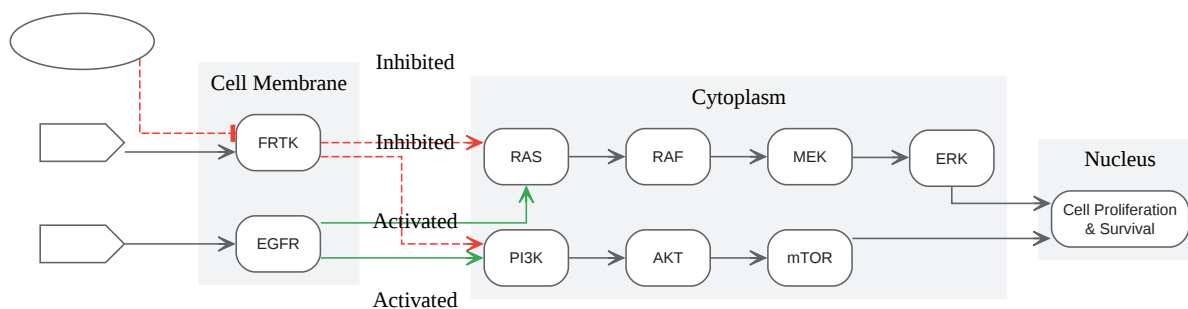 Inhibited
Cell Membrane
Cytoplasm
FRTK
Inhibited
RAS
RAF
MEK
ERK
Nucleus
Cell Proliferation
& Survival
Activated
EGFR
PI3K
AKT
mTOR
Activated